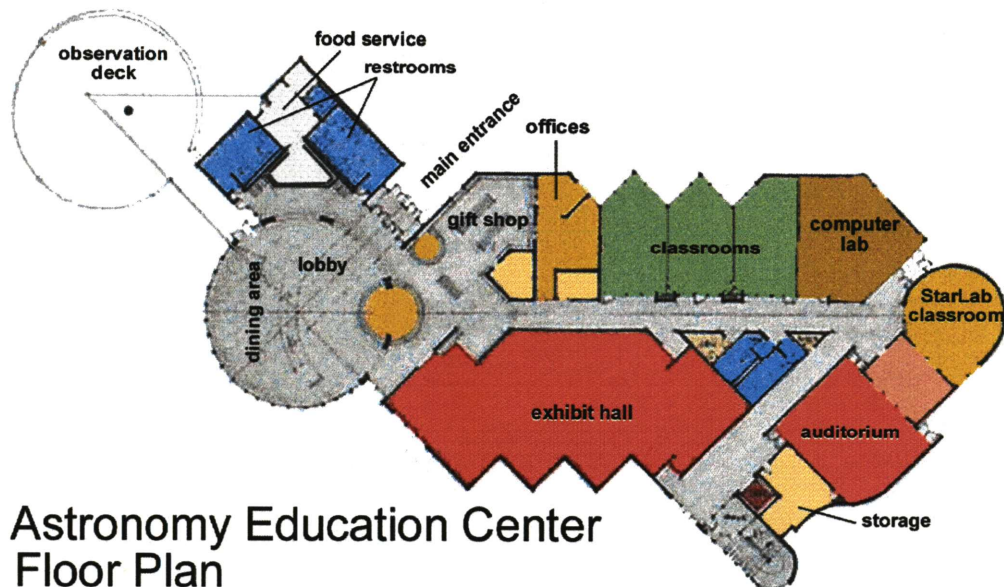 observation
deck
food service
restrooms
main entrance
offices
gift shop
classrooms
computer
lab
lobby
dining area
StarLab
classroom
exhibit hall
auditorium
storage
Astronomy Education Center
Floor Plan